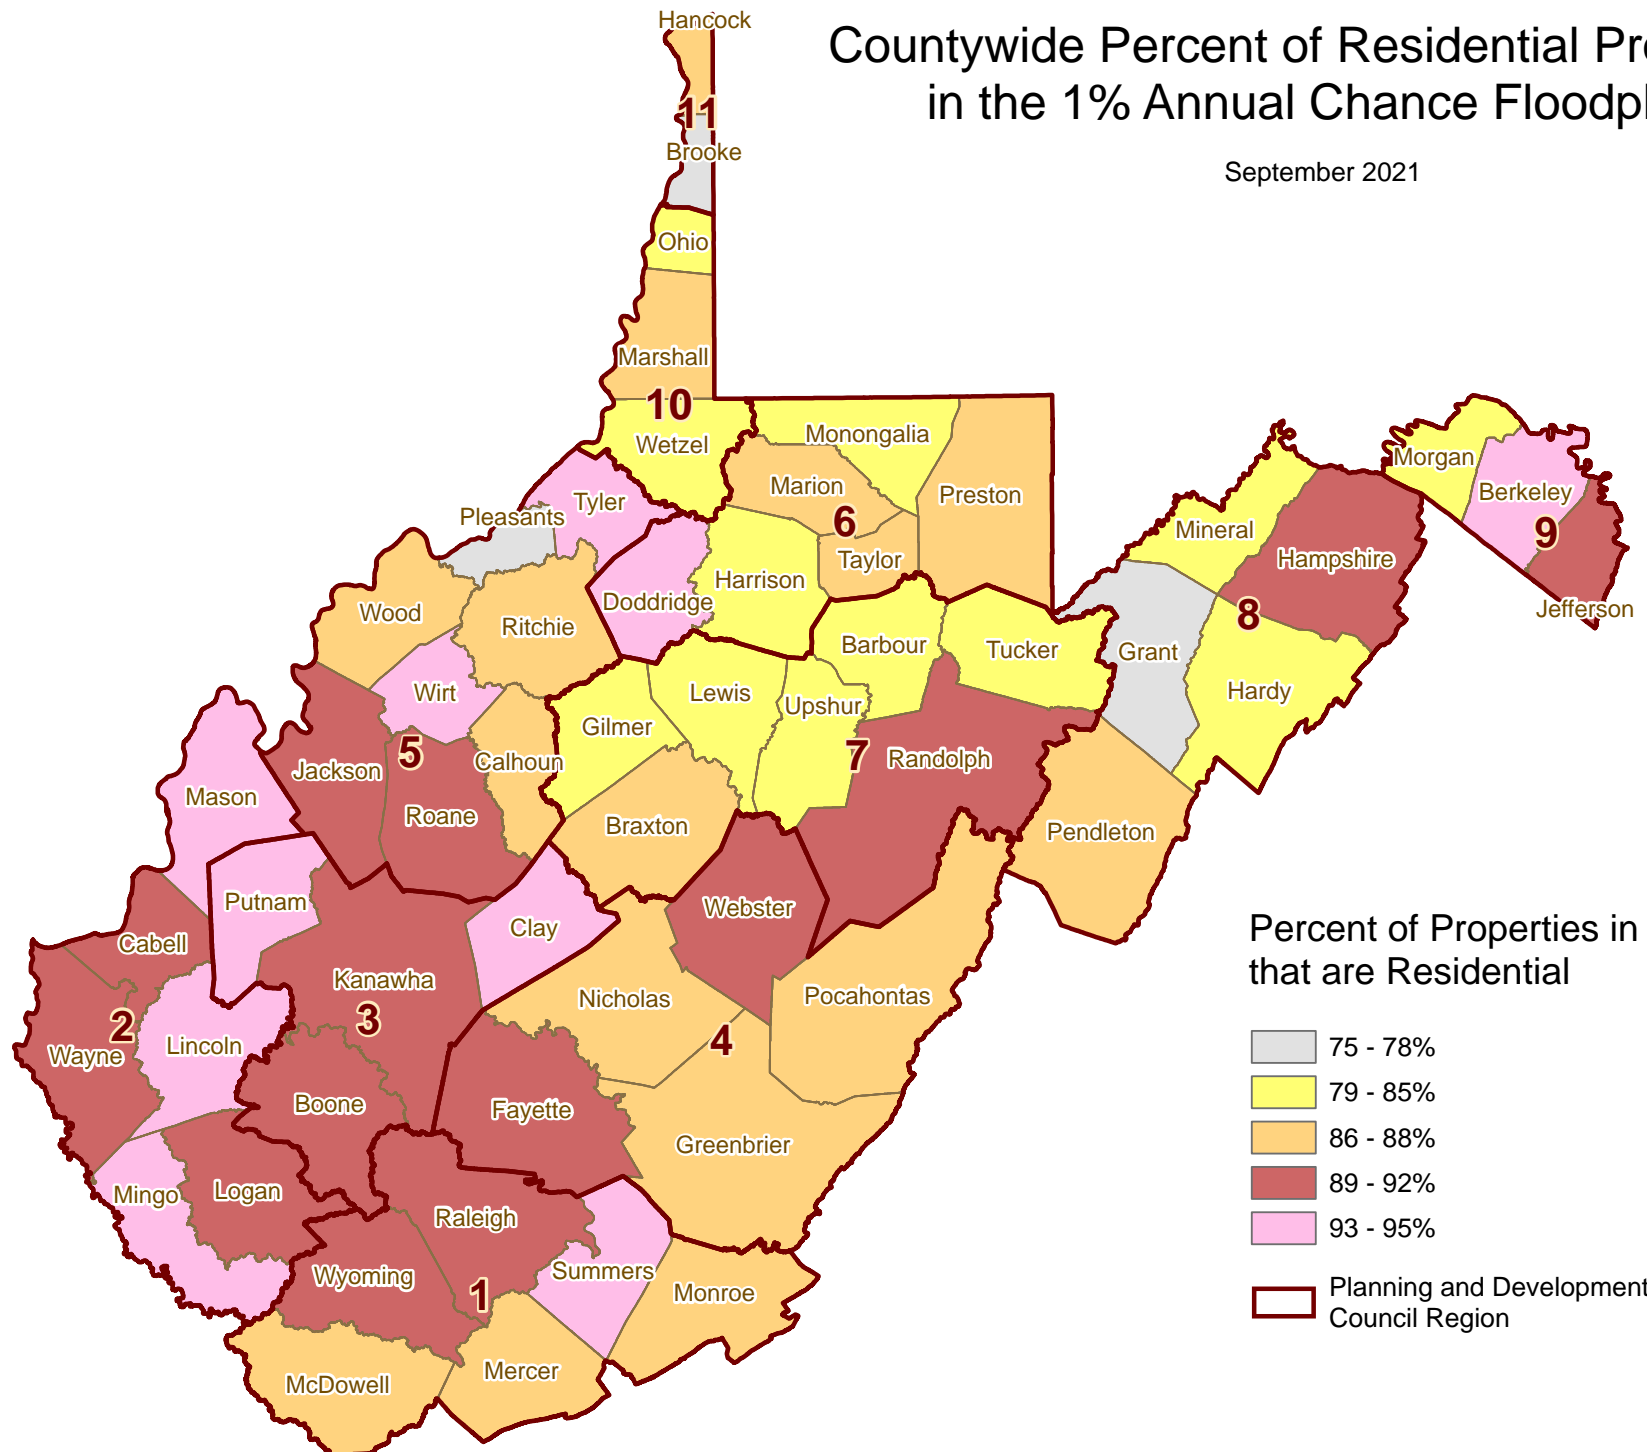 Countywide Percent of Residential
in the 1% Annual Chance
September 2021
Hancock
11
Brooke
Ohio
Marshall
10
Wetzel
Monongalia
Marion
6
Preston
Taylor
Tyler
Pleasants
Harrison
Doddridge
Wood
Ritchie
Wirt
Morgan
Berkeley
9
Jefferson
Mineral
Hampshire
8
Grant
Hardy
Barbour
Tucker
Lewis
Upshur
Gilmer
7
Randolph
Calhoun
5
Jackson
Roane
Mason
Braxton
Pendleton
Putnam
Clay
Webster
Cabell
Kanawha
3
Nicholas
Pocahontas
2
Wayne
Lincoln
4
Boone
Fayette
Greenbrier
Mingo
Logan
Raleigh
Wyoming
1
Summers
Monroe
McDowell
Mercer
Percent of Properties in
that are Residential
75 - 78%
79 - 85%
86 - 88%
89 - 92%
93 - 95%
Planning and Development
Council Region